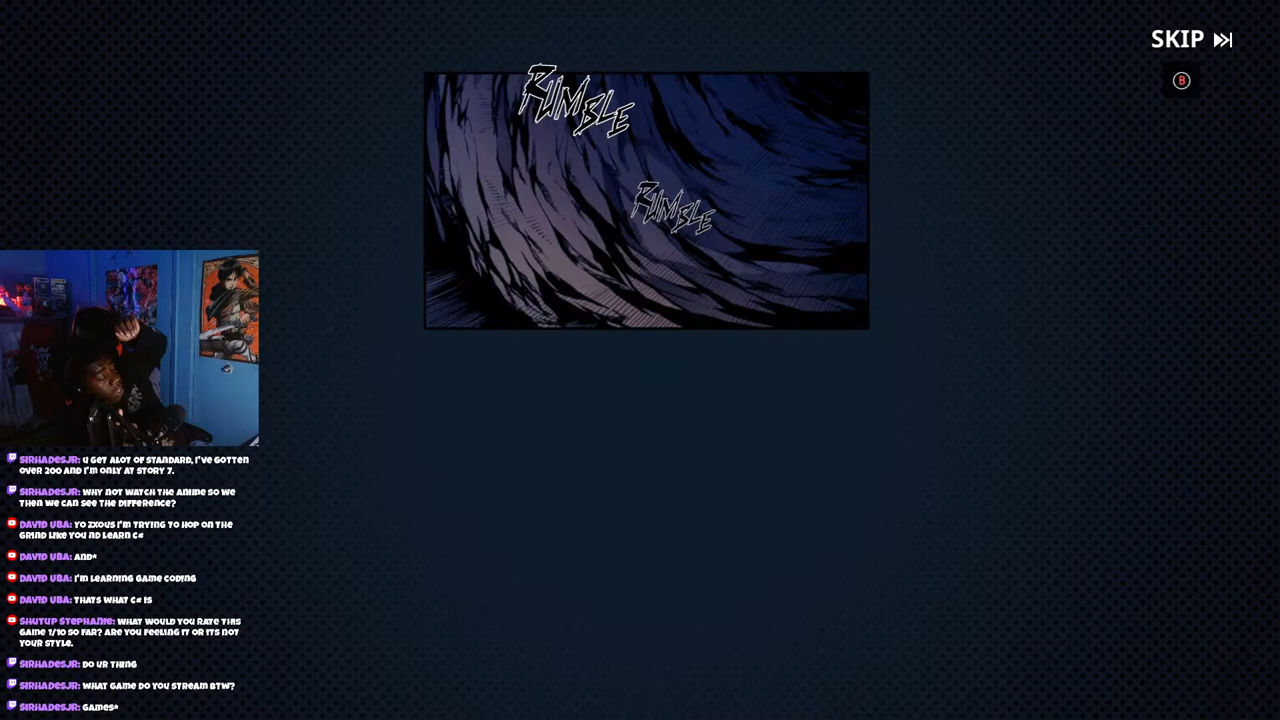 SKIP
B
RUMBLE
RUMBLE
SIRHADESJR: U GET ALOT OF STANDARD, I'VE GOTTEN
OVER 200 AND I'M ONLY AT STORY 7.
SIRHADESJR: WHY NOT WATCH THE ANIME SO WE
THEN WE CAN SEE THE DIFFERENCE?
DAVID UBA: YO ZXOUS I'M TRYING TO HOP ON THE
GRIND LIKE YOU ND LEARN C#
DAVID UBA: AND*
DAVID UBA: I'M LEARNING GAME CODING
DAVID UBA: THATS WHAT C# IS
SHUTUP STEPHANIE: WHAT WOULD YOU RATE THIS
GAME 1/10 SO FAR? ARE YOU FEELING IT OR ITS NOT
YOUR STYLE.
SIRHADESJR: DO UR THING
SIRHADESJR: WHAT GAME DO YOU STREAM BTW?
SIRHADESJR: GAMES*